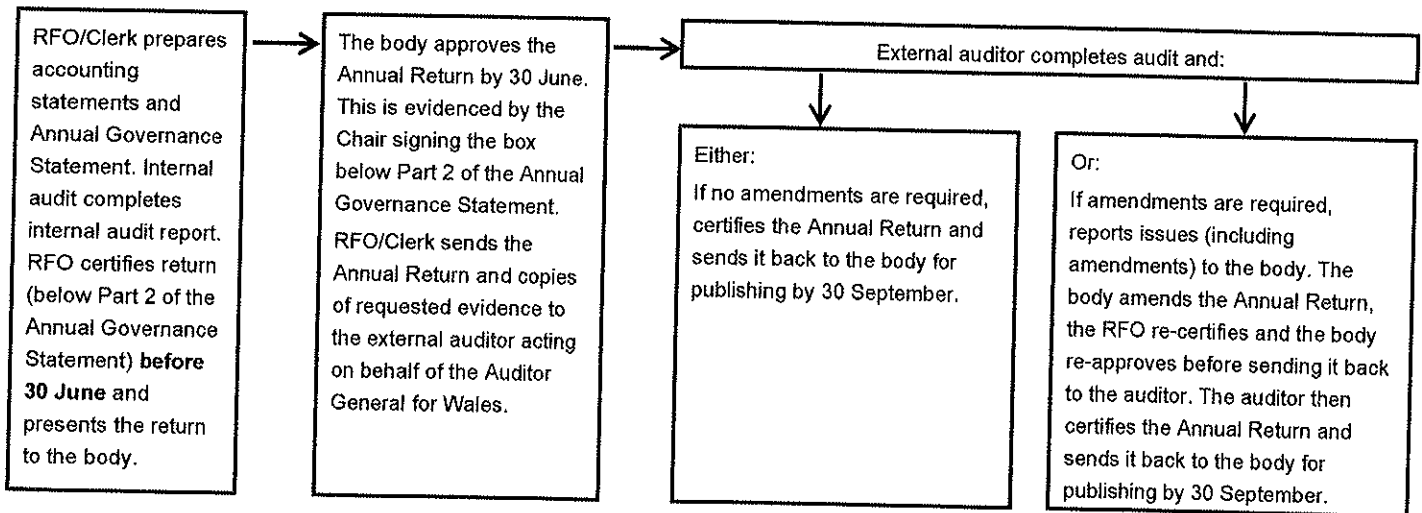 RFO/Clerk prepares
accounting
statements and
Annual Governance
Statement. Internal
audit completes
internal audit report.
RFO certifies return
(below Part 2 of the
Annual Governance
Statement) before
30 June and
presents the return
to the body.
The body approves the
Annual Return by 30 June.
This is evidenced by the
Chair signing the box
below Part 2 of the Annual
Governance Statement.
RFO/Clerk sends the
Annual Return and copies
of requested evidence to
the external auditor acting
on behalf of the Auditor
General for Wales.
External auditor completes audit and:
Either:
If no amendments are required,
certifies the Annual Return and
sends it back to the body for
publishing by 30 September.
Or:
If amendments are required,
reports issues (including
amendments) to the body. The
body amends the Annual Return,
the RFO re-certifies and the body
re-approves before sending it back
to the auditor. The auditor then
certifies the Annual Return and
sends it back to the body for
publishing by 30 September.